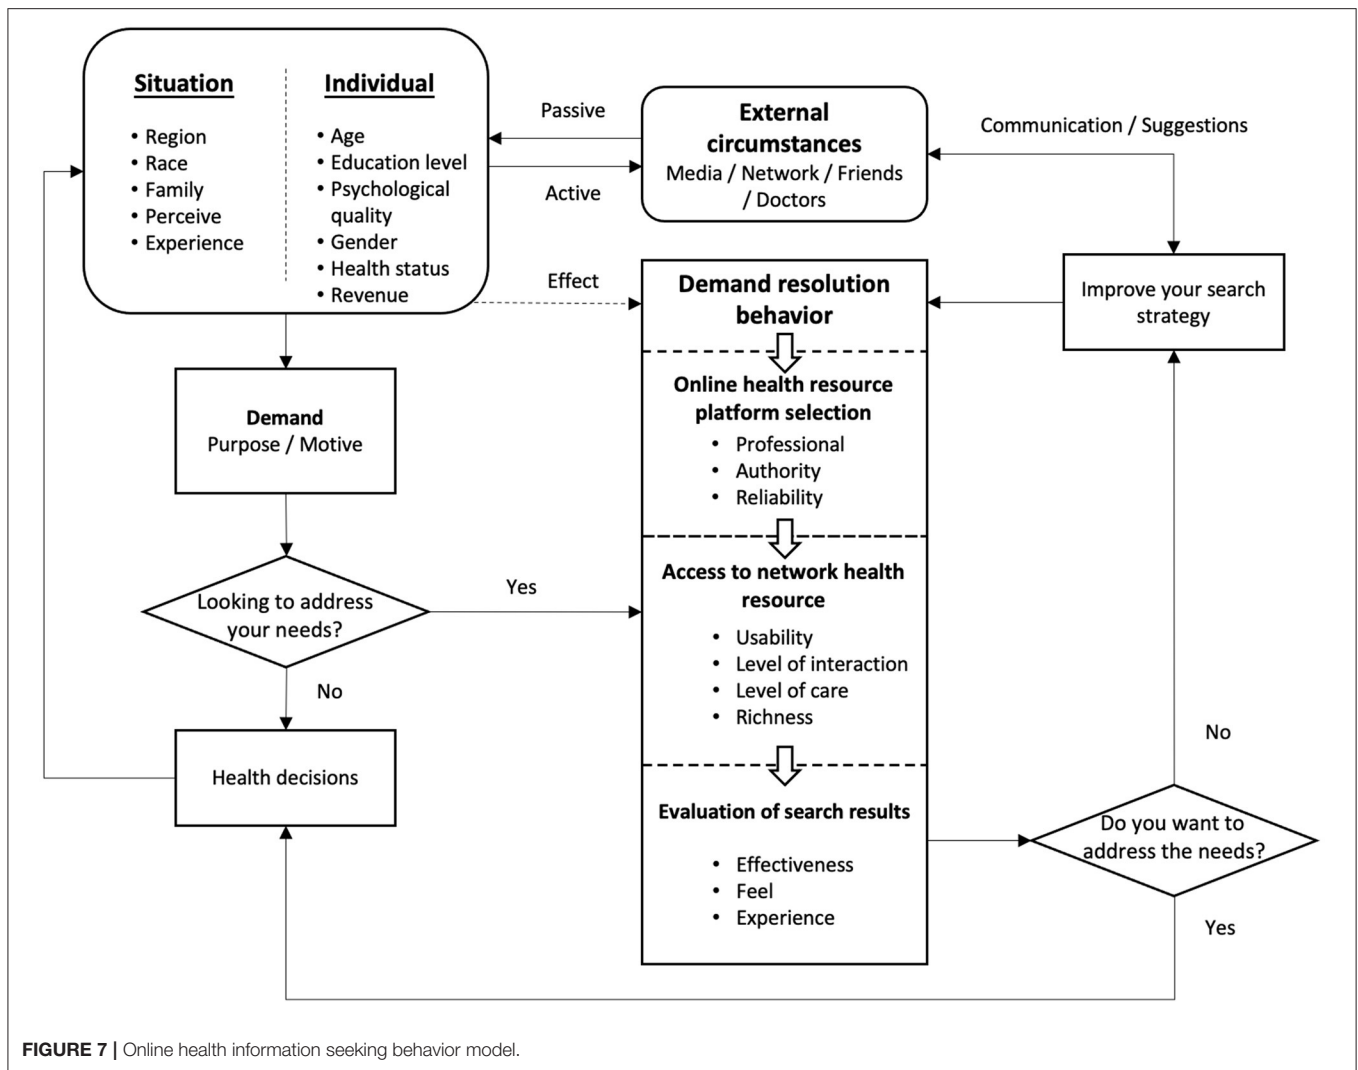 Situation
• Region
• Race
• Family
• Perceive
• Experience
Individual
• Age
• Education level
• Psychological
quality
• Gender
• Health status
• Revenue
Passive
Active
External
circumstances
Media / Network / Friends
/ Doctors
Communication / Suggestions
Improve your search
strategy
Effect
Demand resolution
behavior
Online health resource
platform selection
• Professional
• Authority
• Reliability
Access to network health
resource
• Usability
• Level of interaction
• Level of care
• Richness
Evaluation of search results
• Effectiveness
• Feel
• Experience
Demand
Purpose / Motive
Looking to address
your needs?
Yes
No
Health decisions
No
Do you want to
address the needs?
Yes
FIGURE 7 | Online health information seeking behavior model.